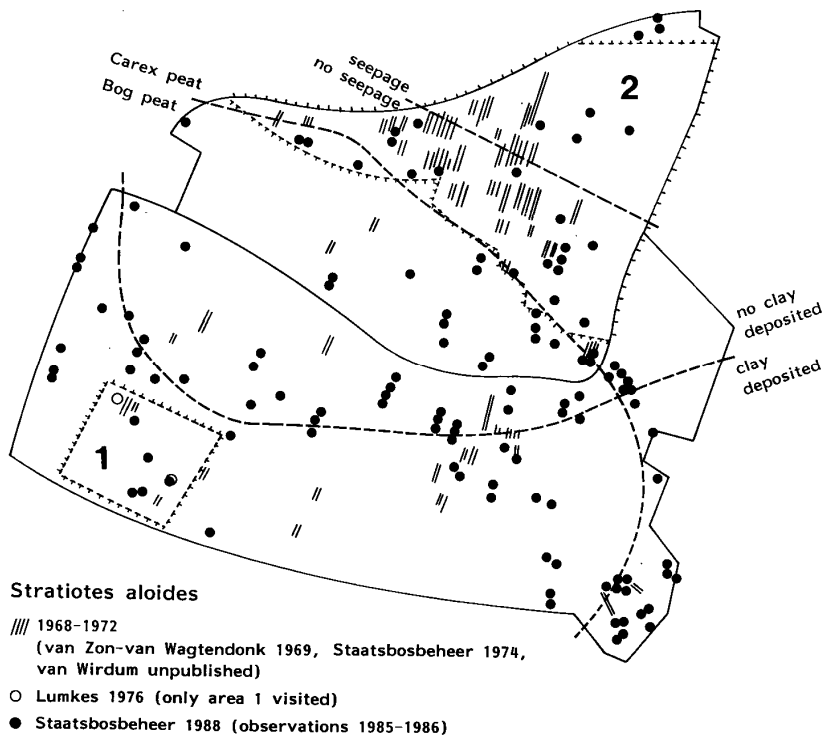 seepage
no seepage
Carex peat
Bog peat
2
no clay
deposited
clay
deposited
1
Stratiotes aloides
1968-1972
(van Zon-van Wagtendonk 1969, Staatsbosbeheer 1974,
van Wirdum unpublished)
Lumkes 1976 (only area 1 visited)
Staatsbosbeheer 1988 (observations 1985-1986)